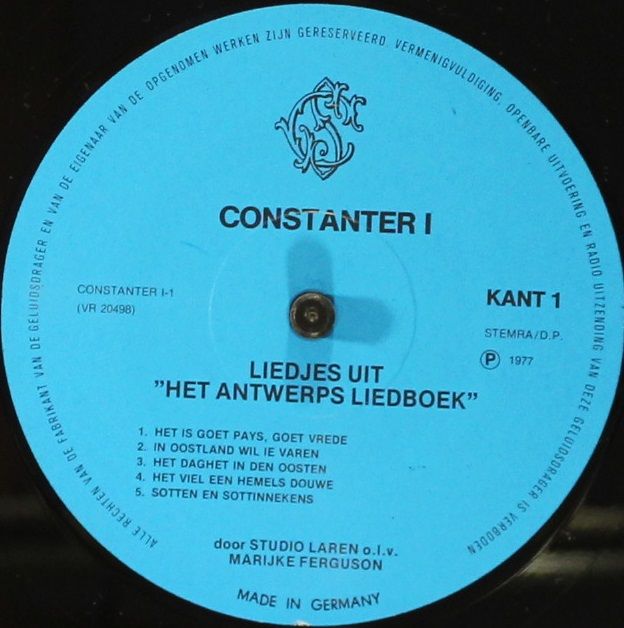 ALLE RECHTEN VAN DE FABRIKANT VAN DE GELUIDSDRAGER EN VAN DE EIGENAAR VAN DE OPGENOMEN WERKEN ZIJN GERESERVEERD. VERMENIGVULDIGING, OPENBARE UITVOERING EN RADIO UITZENDING VAN DEZE GELUIDSDRAGER IS VERBODEN
CONSTANTER I
CONSTANTER I-1
(VR 20498)
KANT 1
STEMRA/D.P.
Ⓟ 1977
LIEDJES UIT
"HET ANTWERPS LIEDBOEK"
1. HET IS GOET PAYS, GOET VREDE
2. IN OOSTLAND WIL IE VAREN
3. HET DAGHET IN DEN OOSTEN
4. HET VIEL EEN HEMELS DOUWE
5. SOTTEN EN SOTTINNEKENS
door STUDIO LAREN o.l.v.
MARIJKE FERGUSON
MADE IN GERMANY